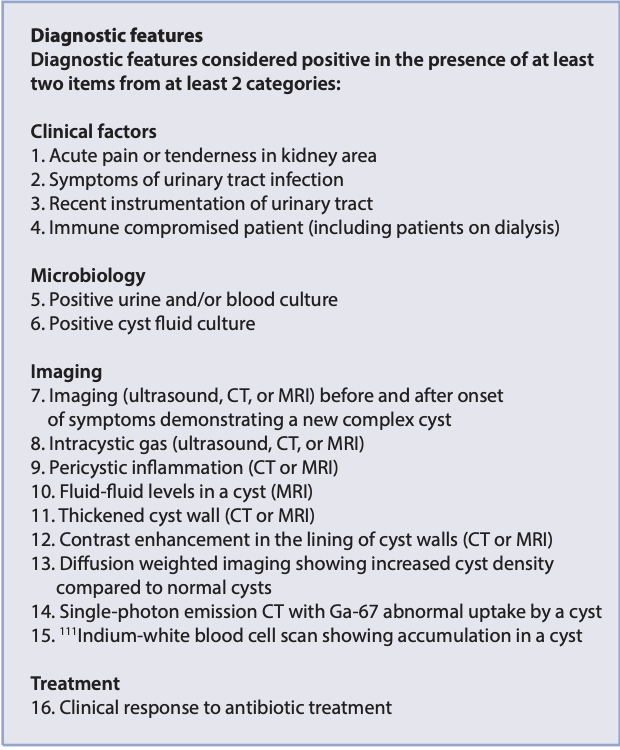 Diagnostic features
Diagnostic features considered positive in the presence of at least
two items from at least 2 categories:
Clinical factors
1. Acute pain or tenderness in kidney area
2. Symptoms of urinary tract infection
3. Recent instrumentation of urinary tract
4. Immune compromised patient (including patients on dialysis)
Microbiology
5. Positive urine and/or blood culture
6. Positive cyst fluid culture
Imaging
7. Imaging (ultrasound, CT, or MRI) before and after onset
of symptoms demonstrating a new complex cyst
8. Intracystic gas (ultrasound, CT, or MRI)
9. Pericystic inflammation (CT or MRI)
10. Fluid-fluid levels in a cyst (MRI)
11. Thickened cyst wall (CT or MRI)
12. Contrast enhancement in the lining of cyst walls (CT or MRI)
13. Diffusion weighted imaging showing increased cyst density
compared to normal cysts
14. Single-photon emission CT with Ga-67 abnormal uptake by a cyst
15. ¹¹¹Indium-white blood cell scan showing accumulation in a cyst
Treatment
16. Clinical response to antibiotic treatment